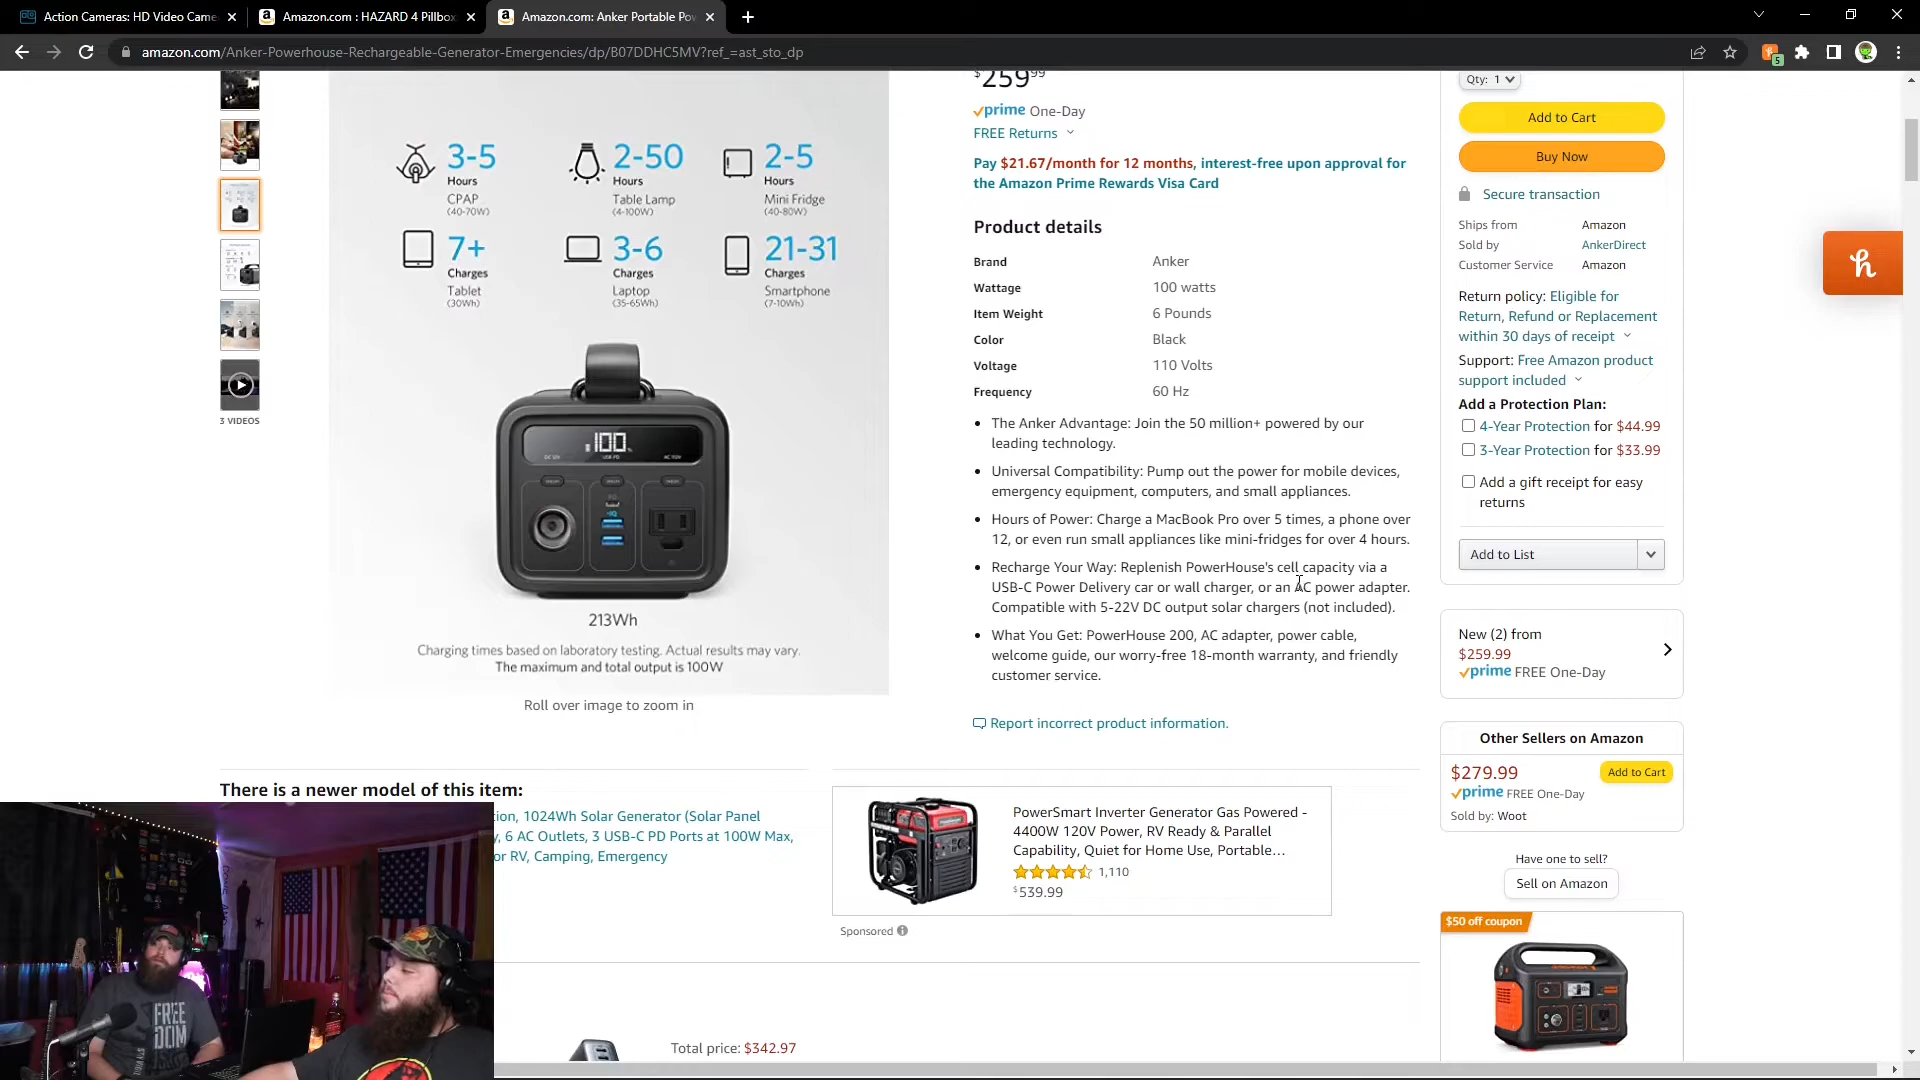 Action Cameras: HD Video Came
Amazon.com : HAZARD 4 Pillbox
Amazon.com: Anker Portable Po
amazon.com/Anker-Powerhouse-Rechargeable-Generator-Emergencies/dp/B07DDHC5MV?ref_=ast_sto_dp
5
3-5
Hours
CPAP
(40-70W)
2-50
Hours
Table Lamp
(4-100W)
2-5
Hours
Mini Fridge
(40-80W)
7+
Charges
Tablet
(30Wh)
3-6
Charges
Laptop
(35-65Wh)
21-31
Charges
Smartphone
(7-10Wh)
100%
DC 12V
USB-PD
AC 110V
213Wh
Charging times based on laboratory testing. Actual results may vary.
The maximum and total output is 100W
Roll over image to zoom in
3 VIDEOS
$259.99
prime One-Day
FREE Returns
Pay $21.67/month for 12 months, interest-free upon approval for
the Amazon Prime Rewards Visa Card
Product details
Brand Anker
Wattage 100 watts
Item Weight 6 Pounds
Color Black
Voltage 110 Volts
Frequency 60 Hz
• The Anker Advantage: Join the 50 million+ powered by our
leading technology.
• Universal Compatibility: Pump out the power for mobile devices,
emergency equipment, computers, and small appliances.
• Hours of Power: Charge a MacBook Pro over 5 times, a phone over
12, or even run small appliances like mini-fridges for over 4 hours.
• Recharge Your Way: Replenish PowerHouse's cell capacity via a
USB-C Power Delivery car or wall charger, or an AC power adapter.
Compatible with 5-22V DC output solar chargers (not included).
• What You Get: PowerHouse 200, AC adapter, power cable,
welcome guide, our worry-free 18-month warranty, and friendly
customer service.
Report incorrect product information.
Qty: 1
Add to Cart
Buy Now
Secure transaction
Ships from Amazon
Sold by AnkerDirect
Customer Service Amazon
Return policy: Eligible for
Return, Refund or Replacement
within 30 days of receipt
Support: Free Amazon product
support included
Add a Protection Plan:
4-Year Protection for $44.99
3-Year Protection for $33.99
Add a gift receipt for easy
returns
Add to List
New (2) from
$259.99
prime FREE One-Day
Other Sellers on Amazon
$279.99
Add to Cart
prime FREE One-Day
Sold by: Woot
Have one to sell?
Sell on Amazon
$50 off coupon
There is a newer model of this item:
ion, 1024Wh Solar Generator (Solar Panel
, 6 AC Outlets, 3 USB-C PD Ports at 100W Max,
or RV, Camping, Emergency
PowerSmart Inverter Generator Gas Powered -
4400W 120V Power, RV Ready & Parallel
Capability, Quiet for Home Use, Portable…
1,110
$539.99
Sponsored
Total price: $342.97
FREE